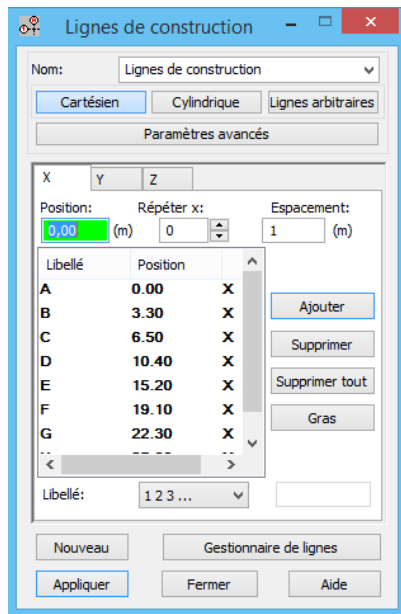 Lignes de construction
Nom: Lignes de construction
Cartésien Cylindrique Lignes arbitraires
Paramètres avancés
X Y Z
Position: Répéter x: Espacement:
0,00 (m) 0 1 (m)
Libellé Position
A 0.00 X
B 3.30 X
C 6.50 X
D 10.40 X
E 15.20 X
F 19.10 X
G 22.30 X
Ajouter
Supprimer
Supprimer tout
Gras
Libellé: 1 2 3 ...
Nouveau Gestionnaire de lignes
Appliquer Fermer Aide